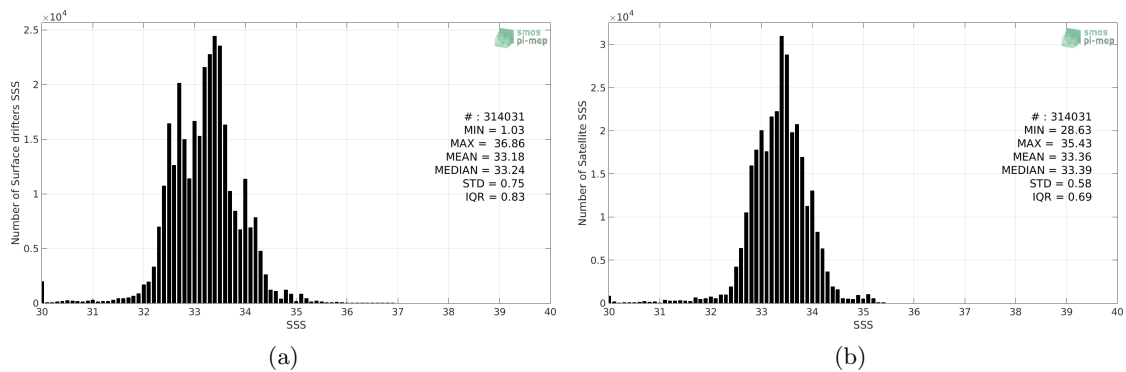 ×10⁴
2.5
2
1.5
1
0.5
0
Number of Surface drifters SSS
30 31 32 33 34 35 36 37 38 39 40
SSS
smos
pi-mep
# : 314031
MIN = 1.03
MAX = 36.86
MEAN = 33.18
MEDIAN = 33.24
STD = 0.75
IQR = 0.83
(a)
×10⁴
3
2.5
2
1.5
1
0.5
0
Number of Satellite SSS
30 31 32 33 34 35 36 37 38 39 40
SSS
smos
pi-mep
# : 314031
MIN = 28.63
MAX = 35.43
MEAN = 33.36
MEDIAN = 33.39
STD = 0.58
IQR = 0.69
(b)